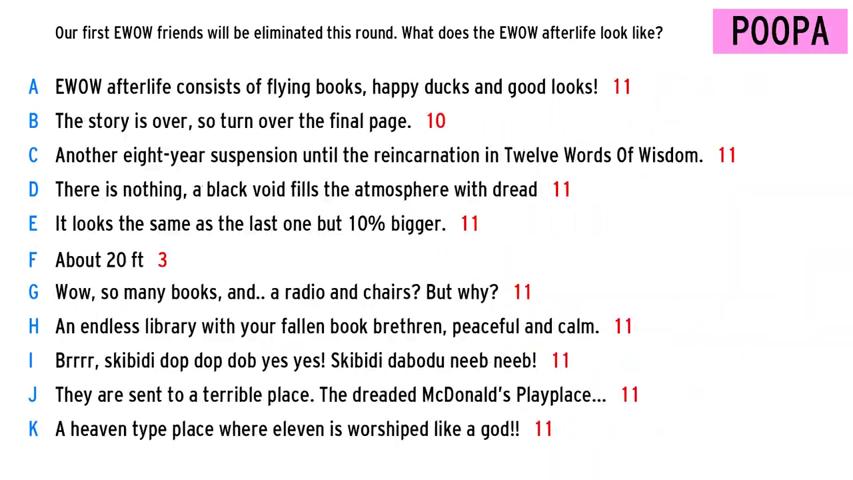 Our first EWOW friends will be eliminated this round. What does the EWOW afterlife look like?
POOPA
A EWOW afterlife consists of flying books, happy ducks and good looks! 11
B The story is over, so turn over the final page. 10
C Another eight-year suspension until the reincarnation in Twelve Words Of Wisdom. 11
D There is nothing, a black void fills the atmosphere with dread 11
E It looks the same as the last one but 10% bigger. 11
F About 20 ft 3
G Wow, so many books, and.. a radio and chairs? But why? 11
H An endless library with your fallen book brethren, peaceful and calm. 11
I Brrrr, skibidi dop dop dob yes yes! Skibidi dabodu neeb neeb! 11
J They are sent to a terrible place. The dreaded McDonald's Playplace... 11
K A heaven type place where eleven is worshiped like a god!! 11